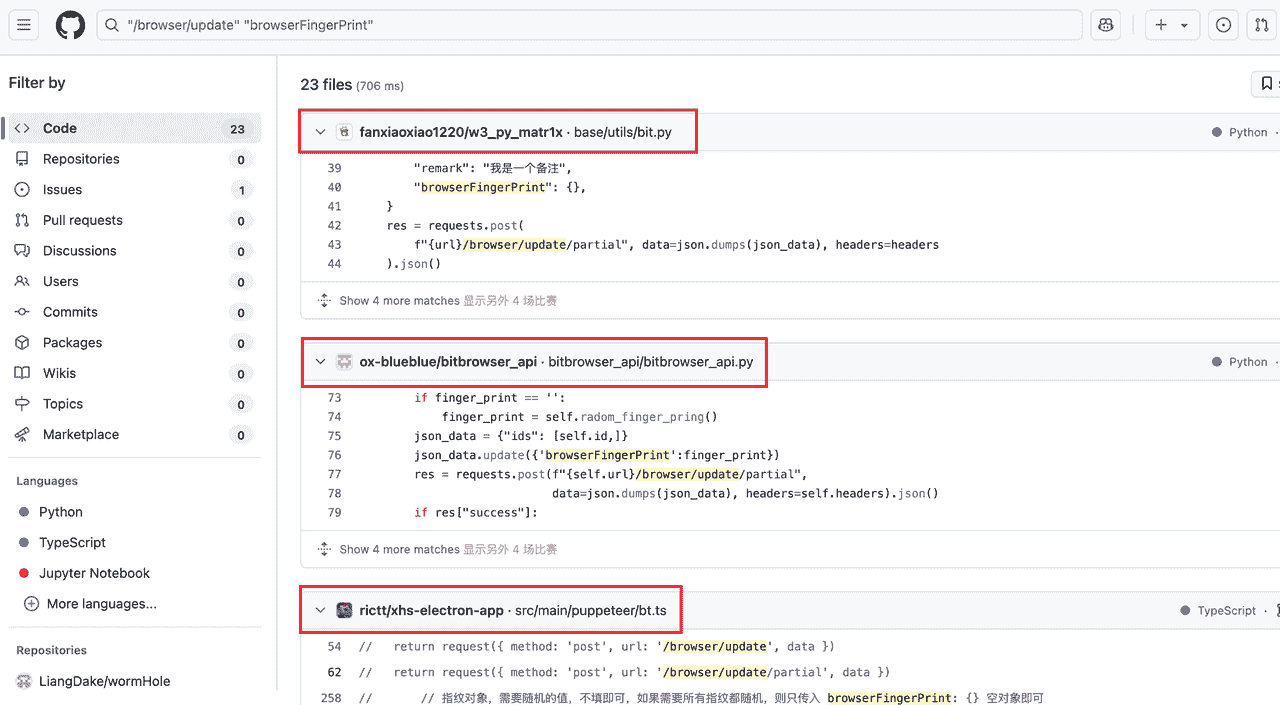 "/browser/update" "browserFingerPrint"
Filter by
Code 23
Repositories 0
Issues 1
Pull requests 0
Discussions 0
Users 0
Commits 0
Packages 0
Wikis 0
Topics 0
Marketplace 0
Languages
Python
TypeScript
Jupyter Notebook
More languages...
Repositories
LiangDake/wormHole
23 files (706 ms)
fanxiaoxiao1220/w3_py_matr1x · base/utils/bit.py
Python ·
39 "remark": "我是一个备注",
40 "browserFingerPrint": {},
41 }
42 res = requests.post(
43 f"{url}/browser/update/partial", data=json.dumps(json_data), headers=headers
44 ).json()
Show 4 more matches 显示另外 4 场比赛
ox-blueblue/bitbrowser_api · bitbrowser_api/bitbrowser_api.py
Python ·
73 if finger_print == '':
74 finger_print = self.radom_finger_pring()
75 json_data = {"ids": [self.id,]}
76 json_data.update({'browserFingerPrint':finger_print})
77 res = requests.post(f"{self.url}/browser/update/partial",
78 data=json.dumps(json_data), headers=self.headers).json()
79 if res["success"]:
Show 4 more matches 显示另外 4 场比赛
rictt/xhs-electron-app · src/main/puppeteer/bt.ts
TypeScript ·
54 // return request({ method: 'post', url: '/browser/update', data })
62 // return request({ method: 'post', url: '/browser/update/partial', data })
258 // // 指纹对象，需要随机的值，不填即可，如果需要所有指纹都随机，则只传入 browserFingerPrint: {} 空对象即可